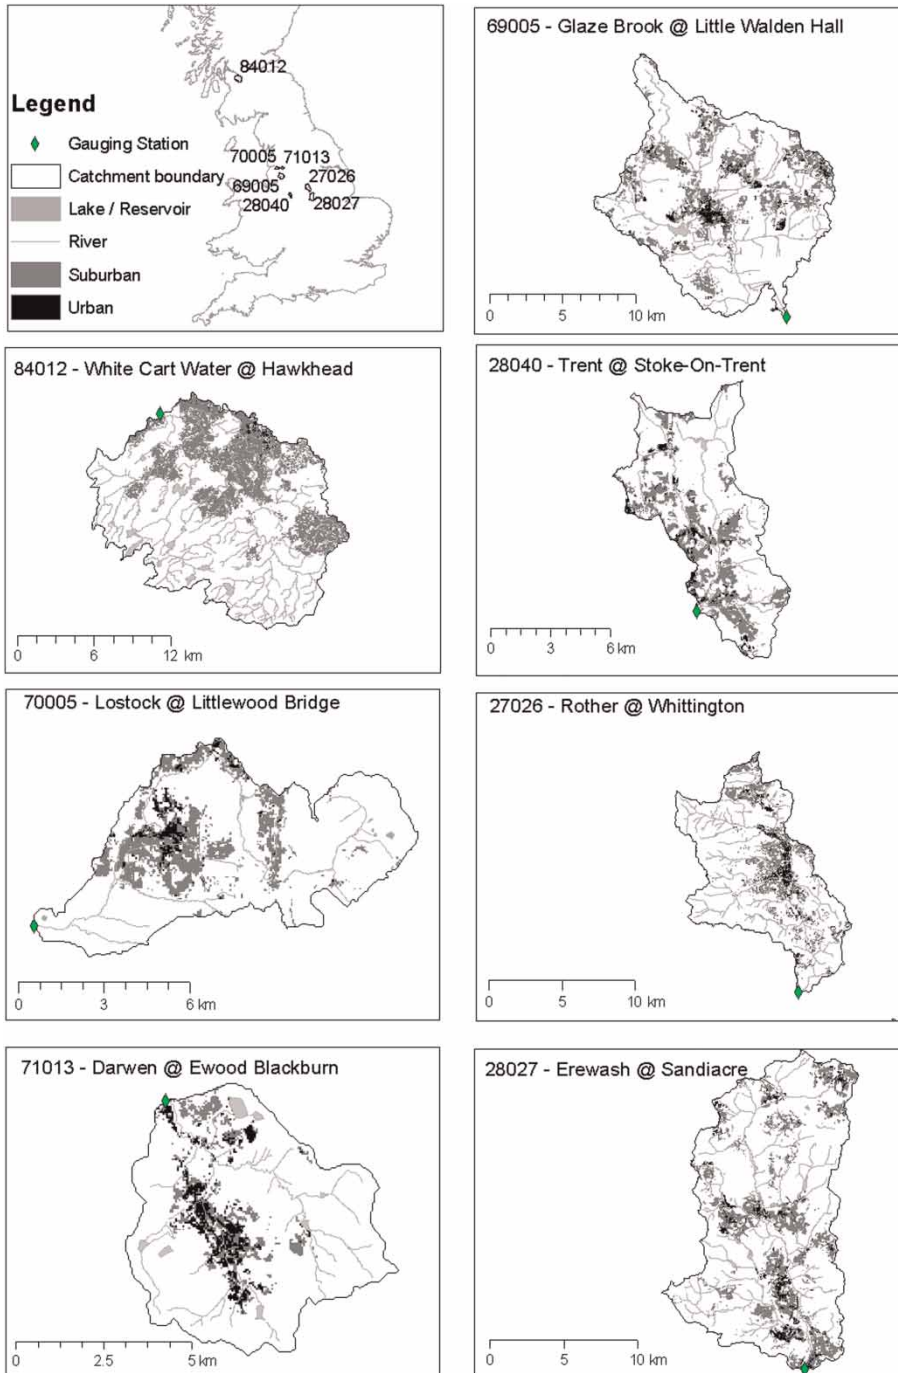 84012
Legend
Gauging Station
Catchment boundary
Lake / Reservoir
River
Suburban
Urban
70005 71013
27026
69005
28040
28027
69005 - Glaze Brook @ Little Walden Hall
0 5 10 km
84012 - White Cart Water @ Hawkhead
0 6 12 km
28040 - Trent @ Stoke-On-Trent
0 3 6 km
70005 - Lostock @ Littlewood Bridge
0 3 6 km
27026 - Rother @ Whittington
0 5 10 km
71013 - Darwen @ Ewood Blackburn
0 2.5 5 km
28027 - Erewash @ Sandiacre
0 5 10 km